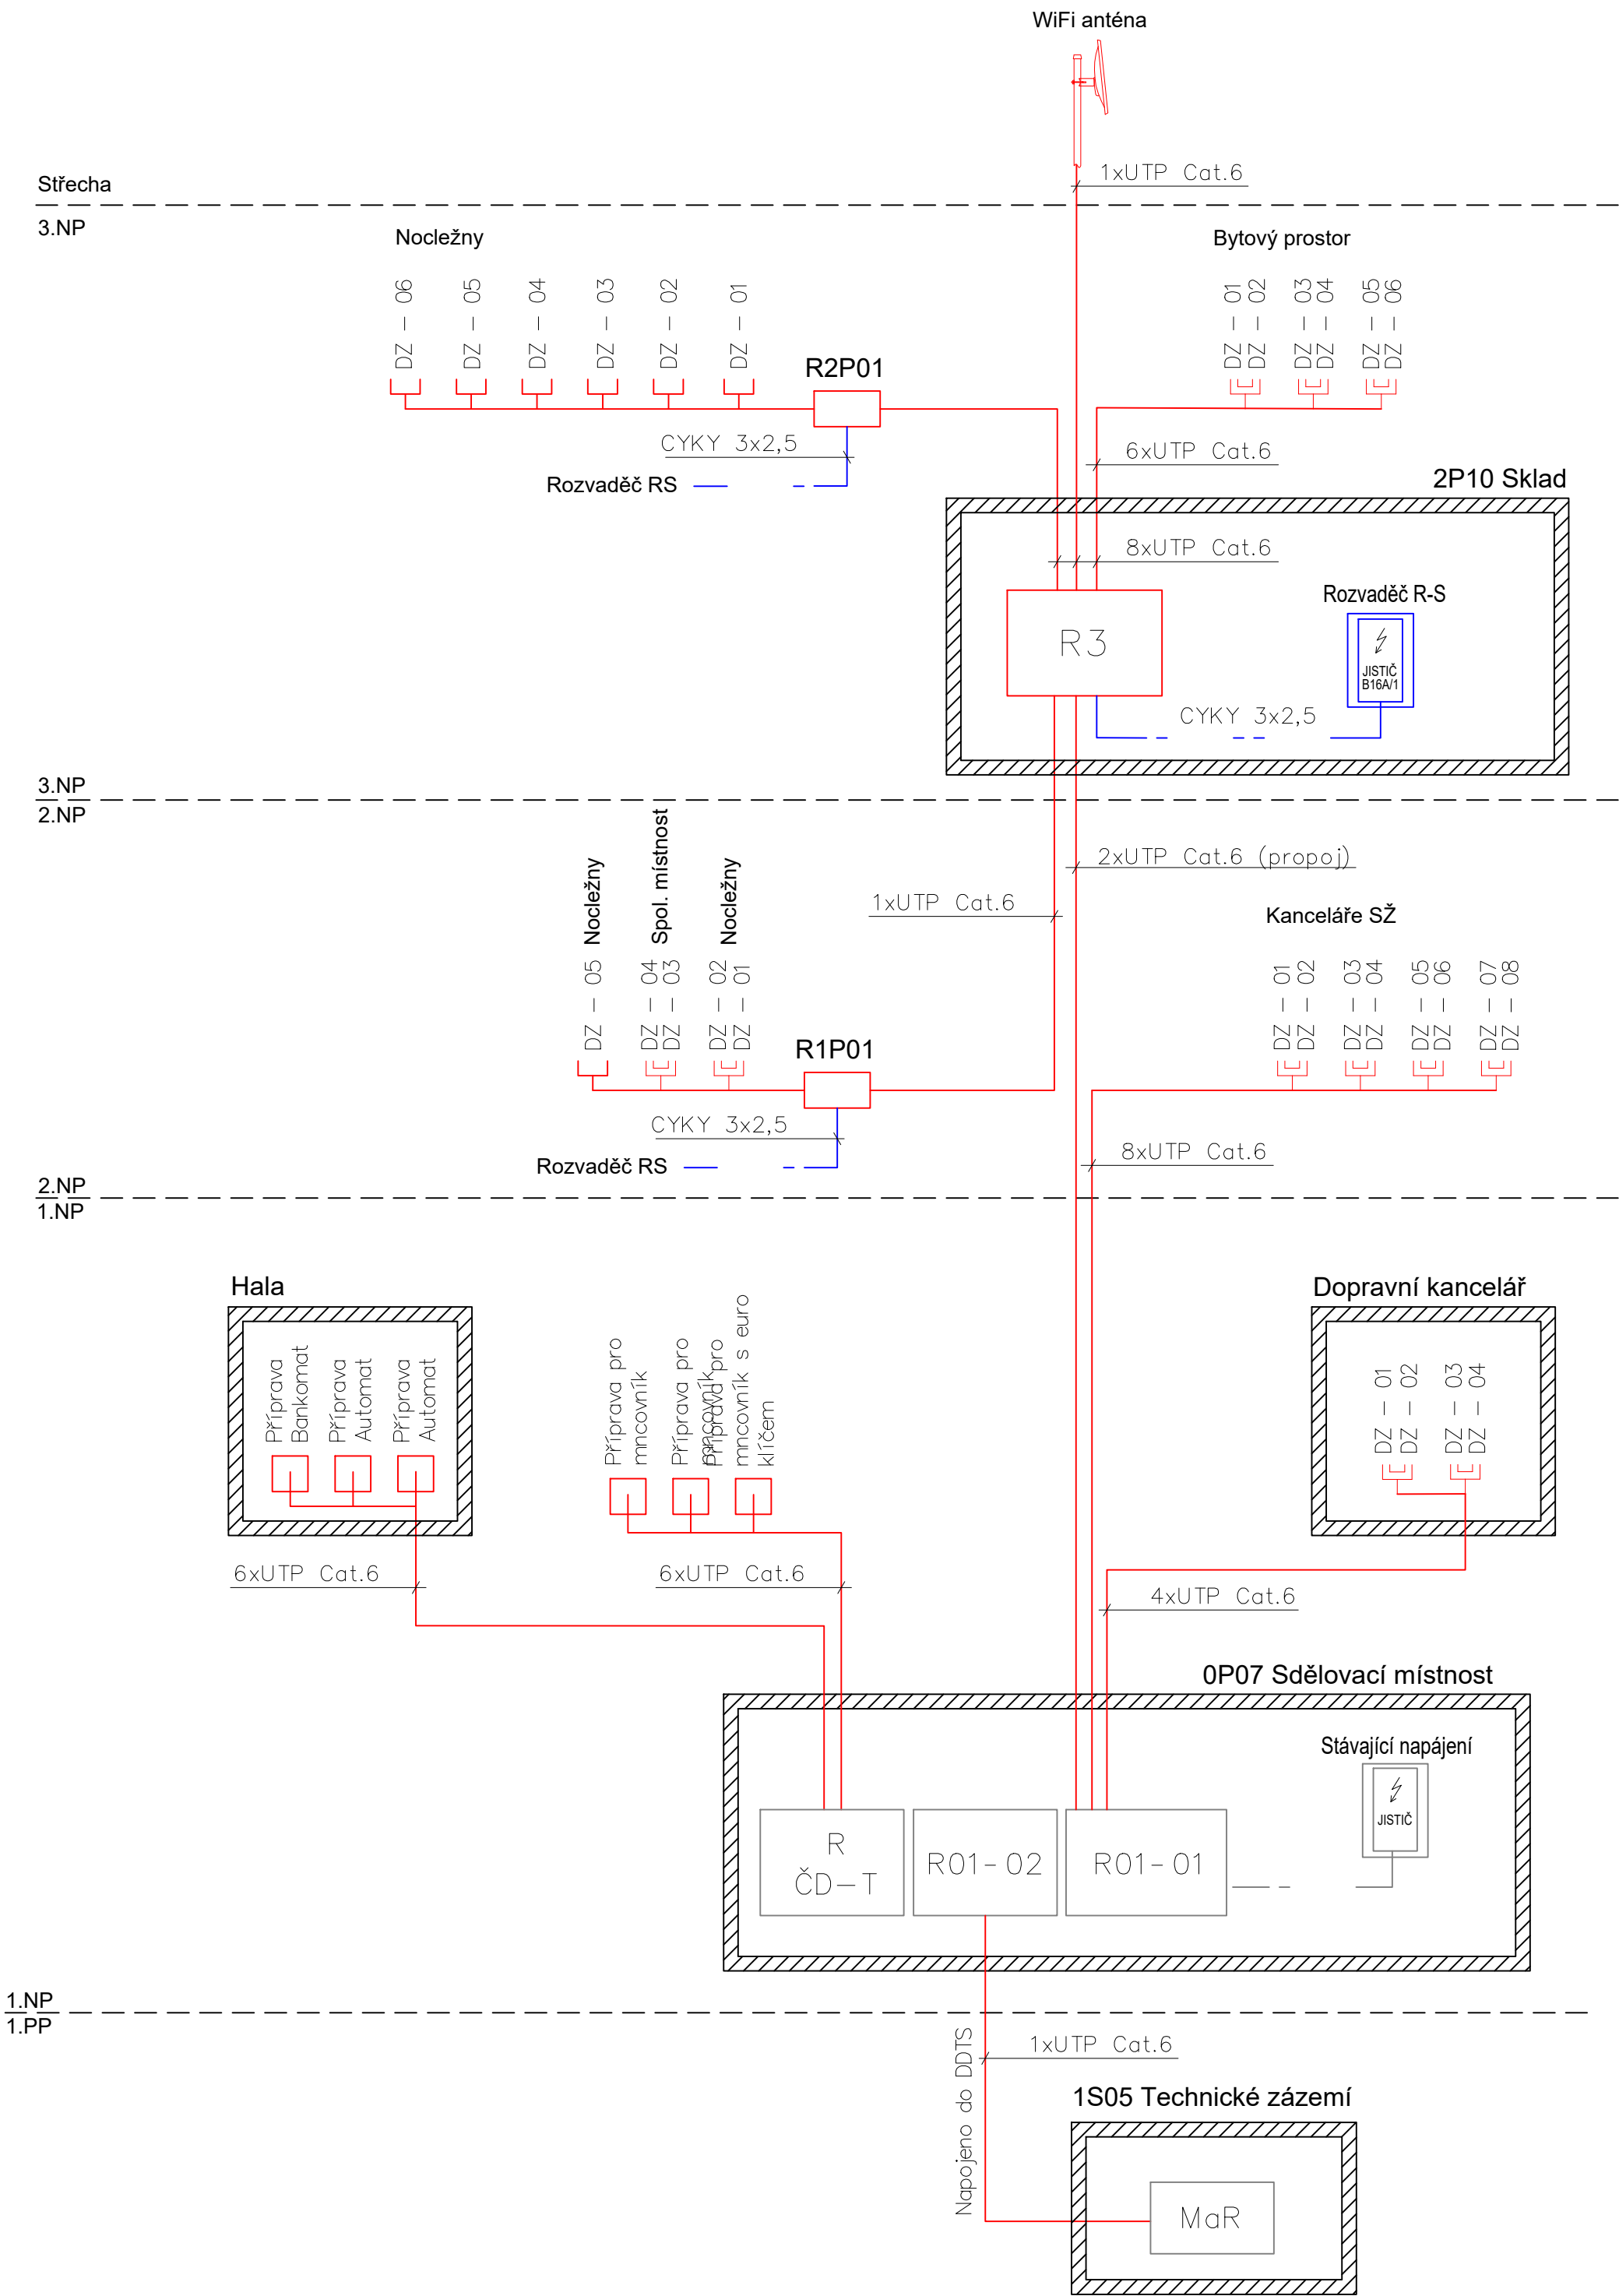 WiFi anténa
1xUTP Cat.6
Střecha
3.NP
Nocležny
Bytový prostor
DZ - 06
DZ - 05
DZ - 04
DZ - 03
DZ - 02
DZ - 01
DZ - 01
DZ - 02
DZ - 03
DZ - 04
DZ - 05
DZ - 06
R2P01
CYKY 3x2,5
Rozvaděč RS
6xUTP Cat.6
2P10 Sklad
8xUTP Cat.6
R3
Rozvaděč R-S
JISTIČ
B16A/1
CYKY 3x2,5
3.NP
2.NP
2xUTP Cat.6 (propoj)
1xUTP Cat.6
Nocležny
Spol. místnost
Nocležny
Kanceláře SŽ
DZ - 05
DZ - 04
DZ - 03
DZ - 02
DZ - 01
DZ - 01
DZ - 02
DZ - 03
DZ - 04
DZ - 05
DZ - 06
DZ - 07
DZ - 08
R1P01
CYKY 3x2,5
Rozvaděč RS
8xUTP Cat.6
2.NP
1.NP
Hala
Příprava
Bankomat
Příprava
Automat
Příprava
Automat
Příprava pro
mncovník
Příprava pro
mncovník
Příprava pro
mncovník s euro
klíčem
Dopravní kancelář
DZ - 01
DZ - 02
DZ - 03
DZ - 04
6xUTP Cat.6
6xUTP Cat.6
4xUTP Cat.6
0P07 Sdělovací místnost
Stávající napájení
JISTIČ
R
ČD-T
R01-02
R01-01
1.NP
1.PP
Napojeno do DDTS
1xUTP Cat.6
1S05 Technické zázemí
MaR